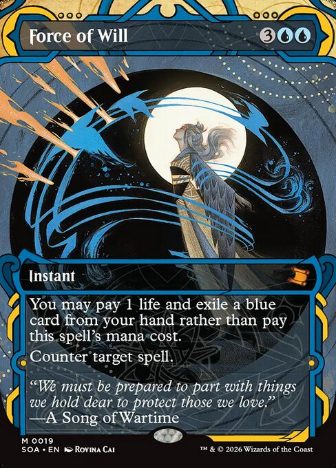 Force of Will 3
Instant
You may pay 1 life and exile a blue
card from your hand rather than pay
this spell's mana cost.
Counter target spell.
"We must be prepared to part with things
we hold dear to protect those we love."
—A Song of Wartime
M 0019
SOA • EN Rovina Cai ™ & © 2026 Wizards of the Coast